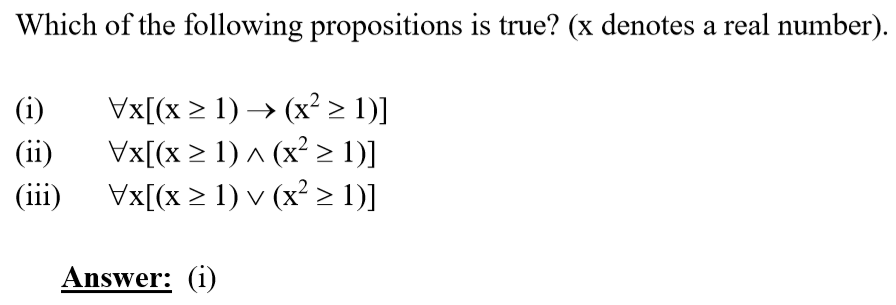 Which of the following propositions is true? (x denotes a real number).
(i) ∀x[(x ≥ 1) → (x² ≥ 1)]
(ii) ∀x[(x ≥ 1) ∧ (x² ≥ 1)]
(iii) ∀x[(x ≥ 1) ∨ (x² ≥ 1)]
Answer: (i)